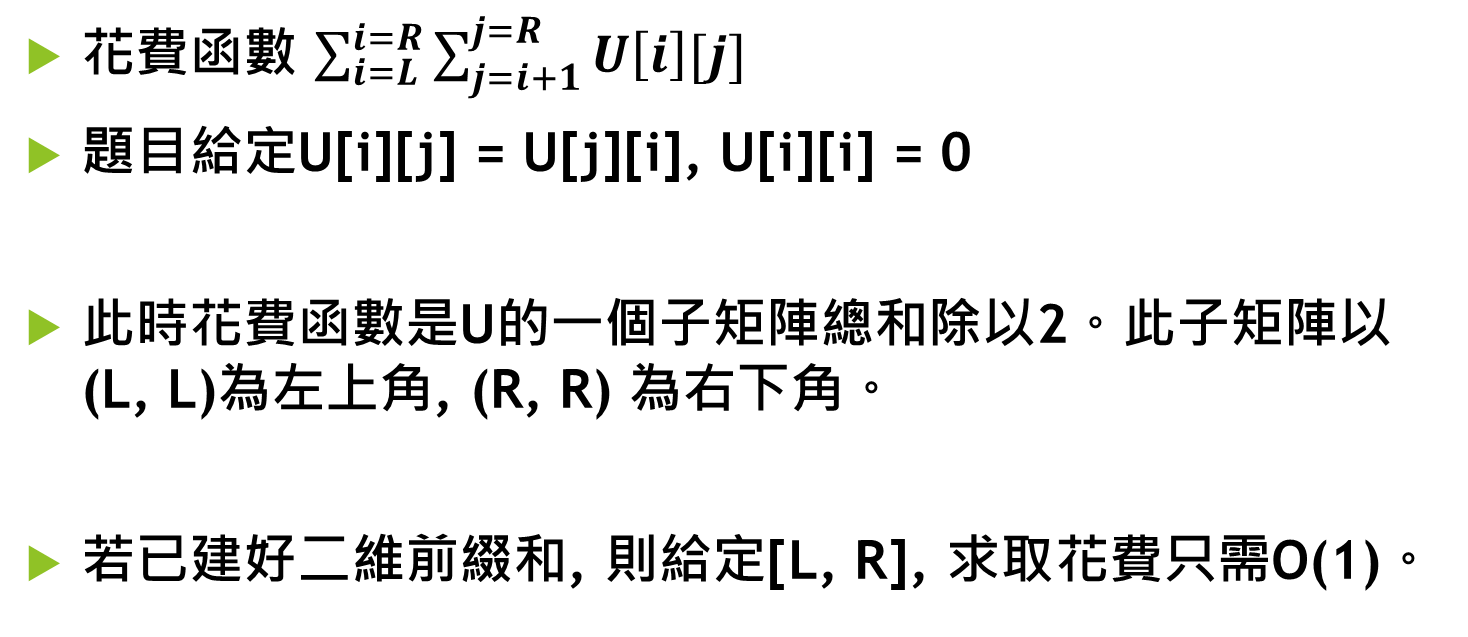 ▶ 花費函數 $\sum_{i=L}^{i=R} \sum_{j=i+1}^{j=R} U[i][j]$
▶ 題目給定U[i][j] = U[j][i], U[i][i] = 0
▶ 此時花費函數是U的一個子矩陣總和除以2。此子矩陣以
(L, L)為左上角, (R, R) 為右下角。
▶ 若已建好二維前綴和, 則給定[L, R], 求取花費只需O(1)。